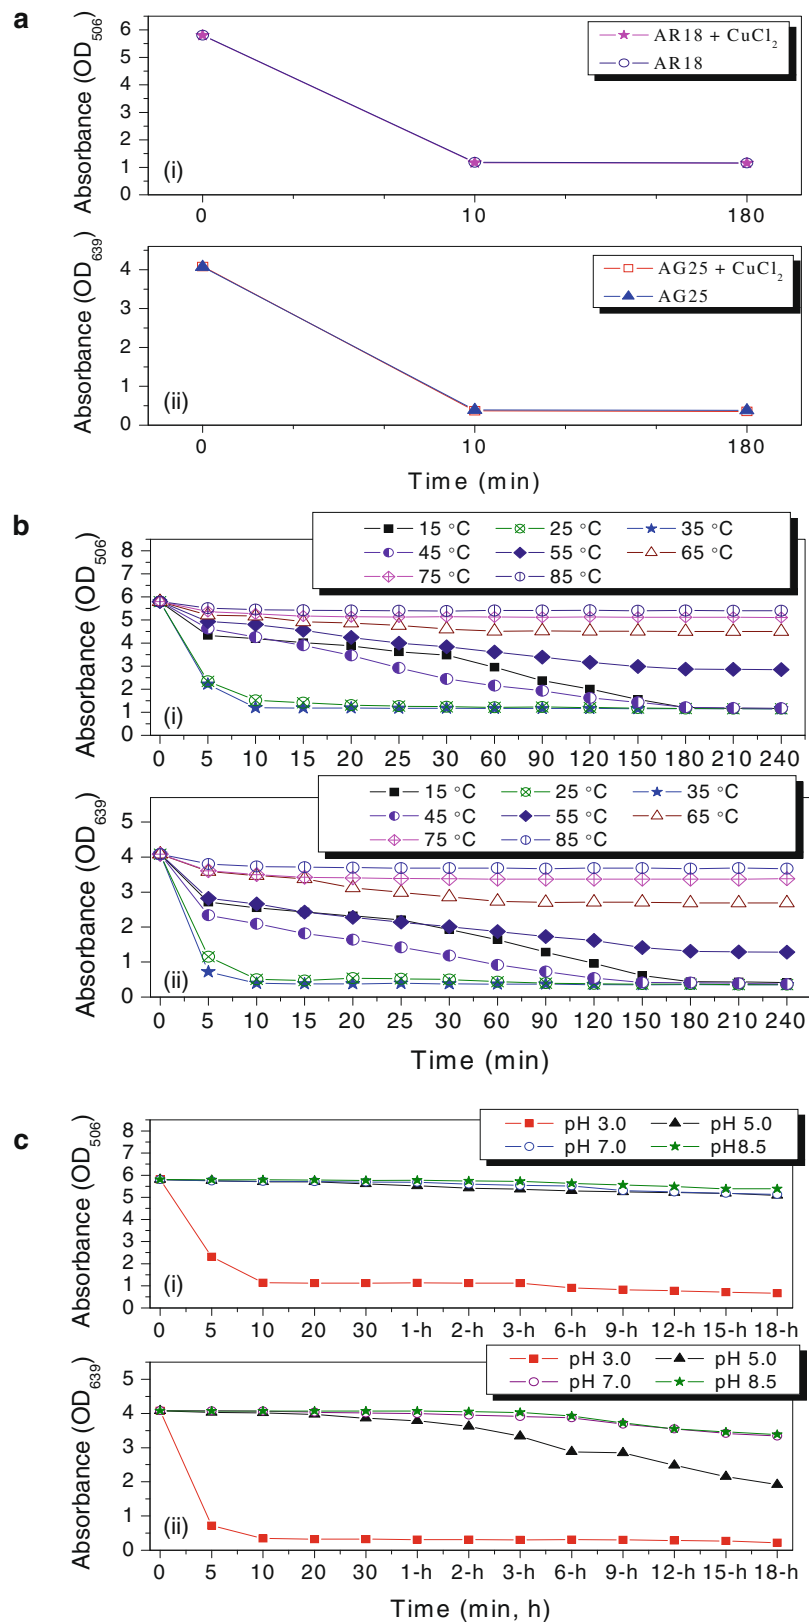 a
Absorbance (OD506)
6
5
4
3
2
1
0
(i)
AR18 + CuCl2
AR18
0 10 180
Absorbance (OD639)
4
3
2
1
0
(ii)
AG25 + CuCl2
AG25
0 10 180
Time (min)
b
15 °C 25 °C 35 °C
45 °C 55 °C 65 °C
75 °C 85 °C
Absorbance (OD506)
8
7
6
5
4
3
2
1
0
(i)
0 5 10 15 20 25 30 60 90 120 150 180 210 240
15 °C 25 °C 35 °C
45 °C 55 °C 65 °C
75 °C 85 °C
Absorbance (OD639)
5
4
3
2
1
0
(ii)
0 5 10 15 20 25 30 60 90 120 150 180 210 240
Time (min)
c
pH 3.0 pH 5.0
pH 7.0 pH8.5
Absorbance (OD506)
8
7
6
5
4
3
2
1
0
(i)
0 5 10 20 30 1-h 2-h 3-h 6-h 9-h 12-h 15-h 18-h
pH 3.0 pH 5.0
pH 7.0 pH 8.5
Absorbance (OD639)
5
4
3
2
1
0
(ii)
0 5 10 20 30 1-h 2-h 3-h 6-h 9-h 12-h 15-h 18-h
Time (min, h)